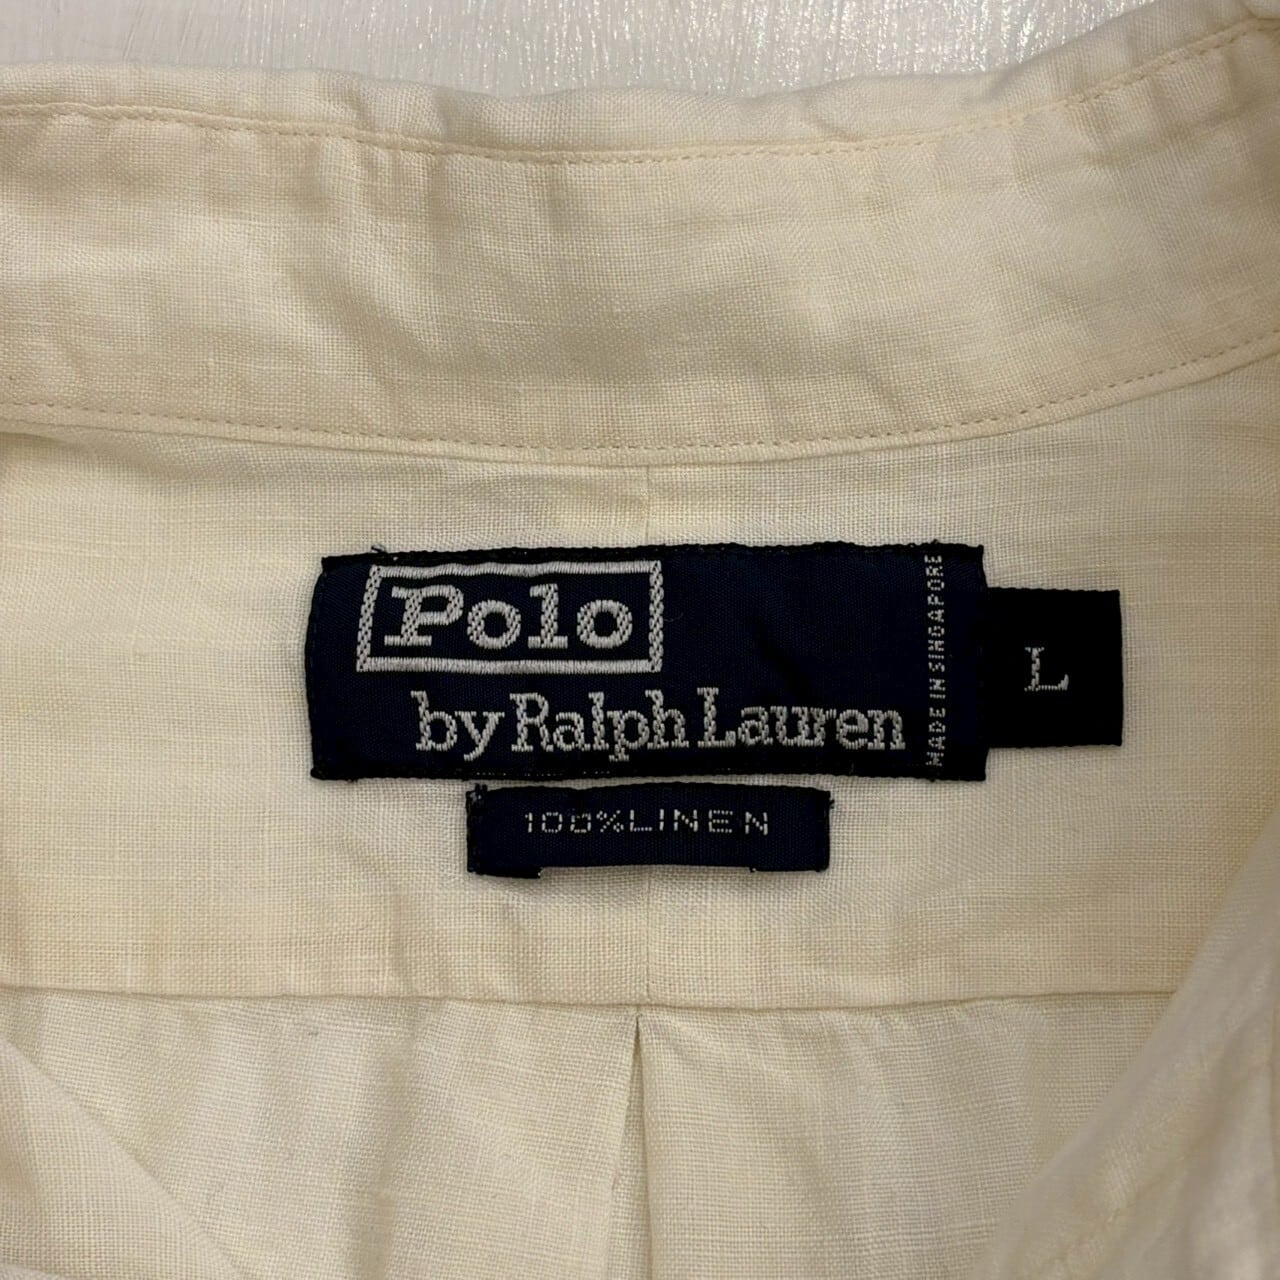 Polo
by Ralph Lauren
MADE IN SINGAPORE
L
100% LINEN